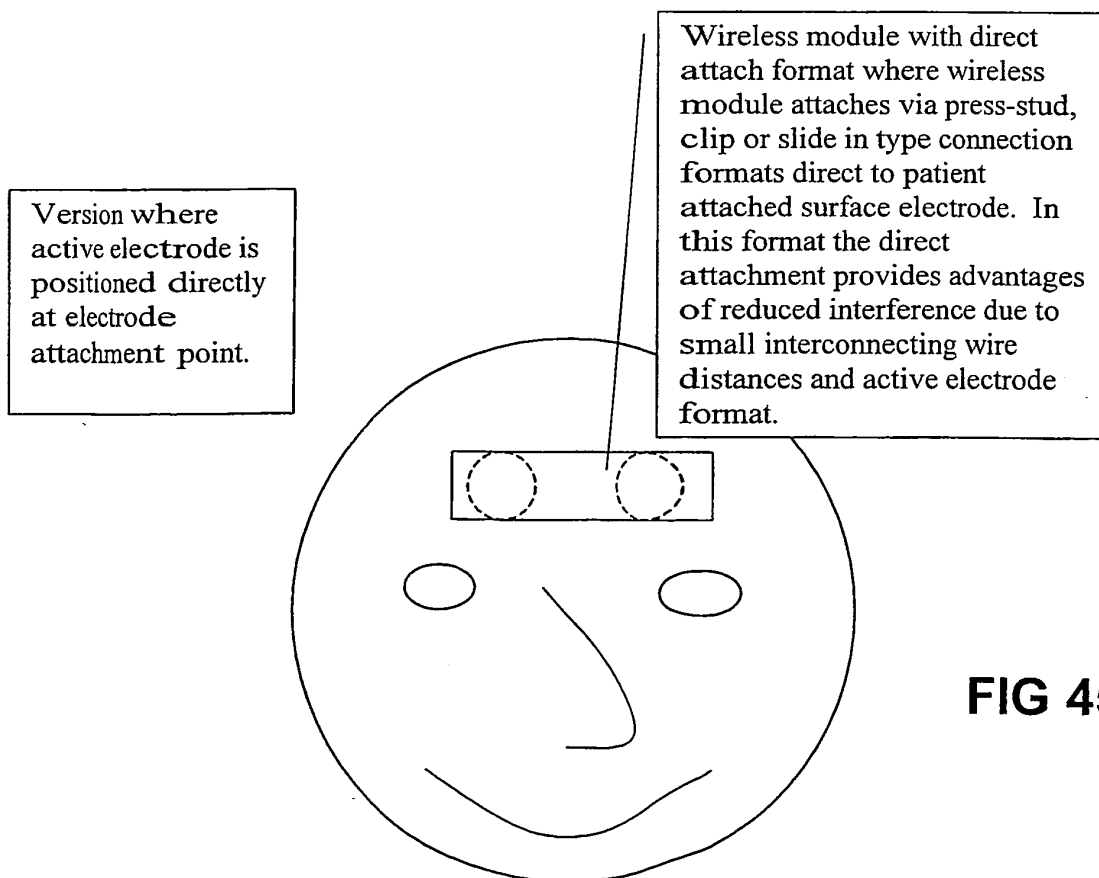 Wireless module with direct
attach format where wireless
module attaches via press-stud,
clip or slide in type connection
formats direct to patient
attached surface electrode. In
this format the direct
attachment provides advantages
of reduced interference due to
small interconnecting wire
distances and active electrode
format.
Version where
active electrode is
positioned directly
at electrode
attachment point.
FIG 4